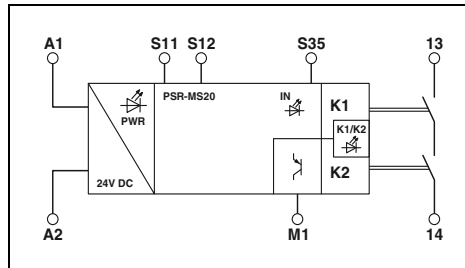 A1 S11 S12 S35 13
PSR-MS20 IN K1
PWR K1/K2
K2
24V DC
A2 M1 14